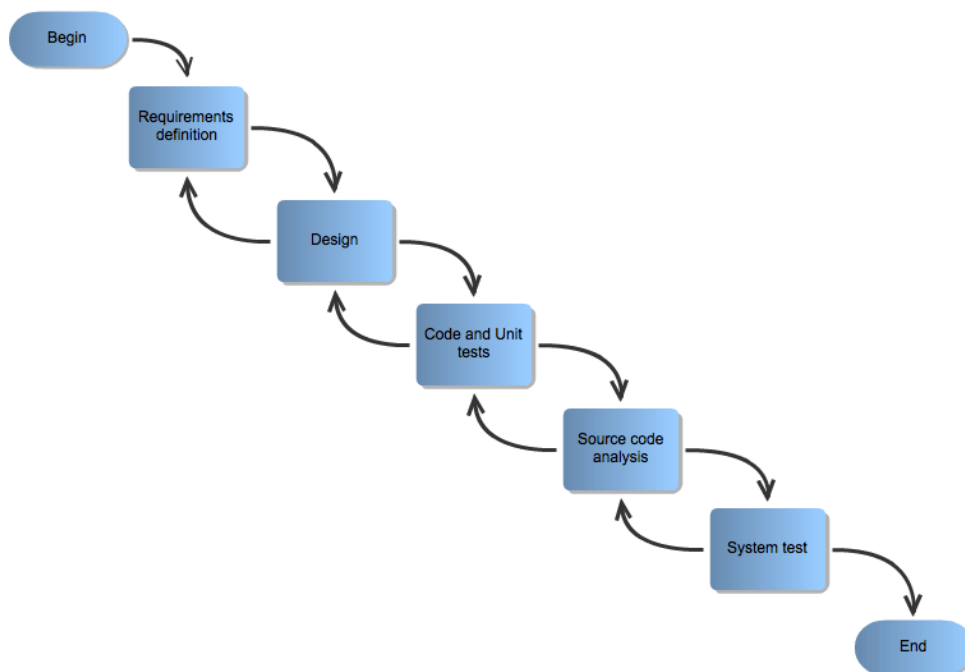 Begin
Requirements
definition
Design
Code and Unit
tests
Source code
analysis
System test
End